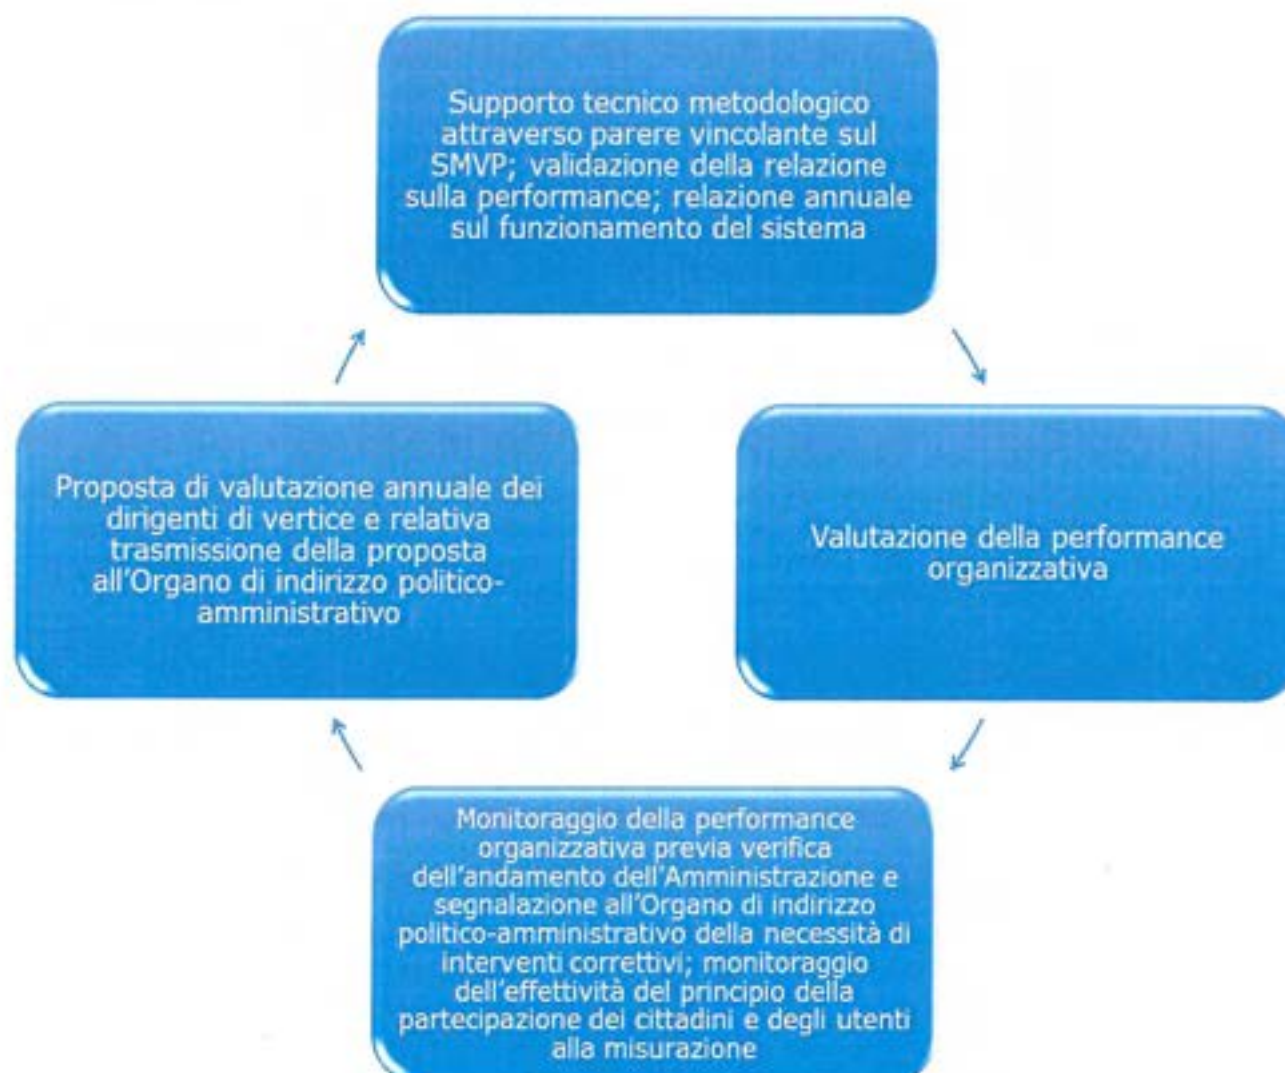 Supporto tecnico metodologico
attraverso parere vincolante sul
SMVP; validazione della relazione
sulla performance; relazione annuale
sul funzionamento del sistema
Proposta di valutazione annuale dei
dirigenti di vertice e relativa
trasmissione della proposta
all'Organo di indirizzo politico-
amministrativo
Valutazione della performance
organizzativa
Monitoraggio della performance
organizzativa previa verifica
dell'andamento dell'Amministrazione e
segnalazione all'Organo di indirizzo
politico-amministrativo della necessità di
interventi correttivi; monitoraggio
dell'effettività del principio della
partecipazione dei cittadini e degli utenti
alla misurazione